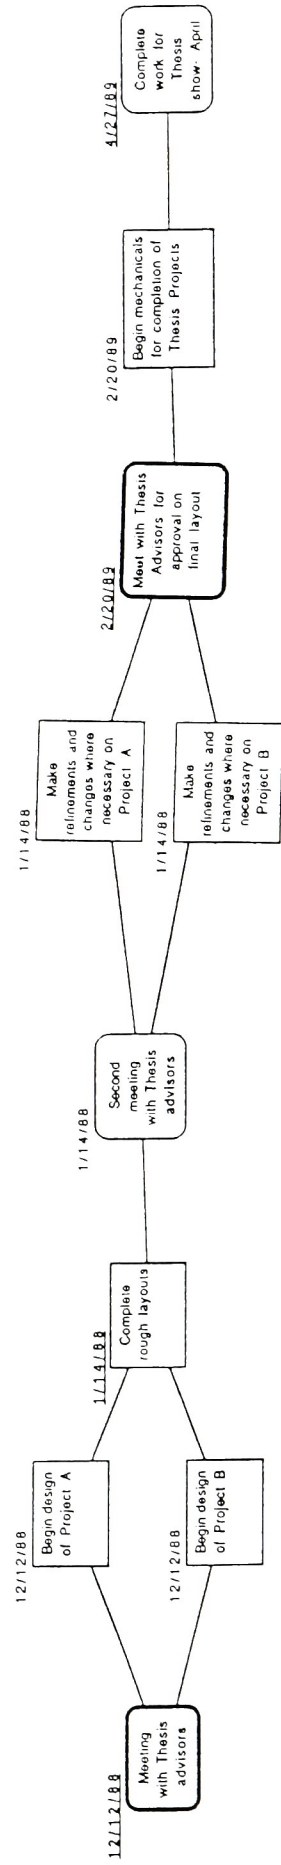 12/12/88
Meeting
with Thesis
advisors
12/12/88
Begin design
of Project A
12/12/88
Begin design
of Project B
1/14/88
Complete
rough layouts
1/14/88
Second
meeting
with Thesis
advisors
1/14/88
Make
refinements and
changes where
necessary on
Project A
1/14/88
Make
refinements and
changes where
necessary on
Project B
2/20/89
Meet with Thesis
Advisors for
approval on
final layout
2/20/89
Begin mechanicals
for completion of
Thesis Projects
4/27/89
Complete
work for
Thesis
show- April